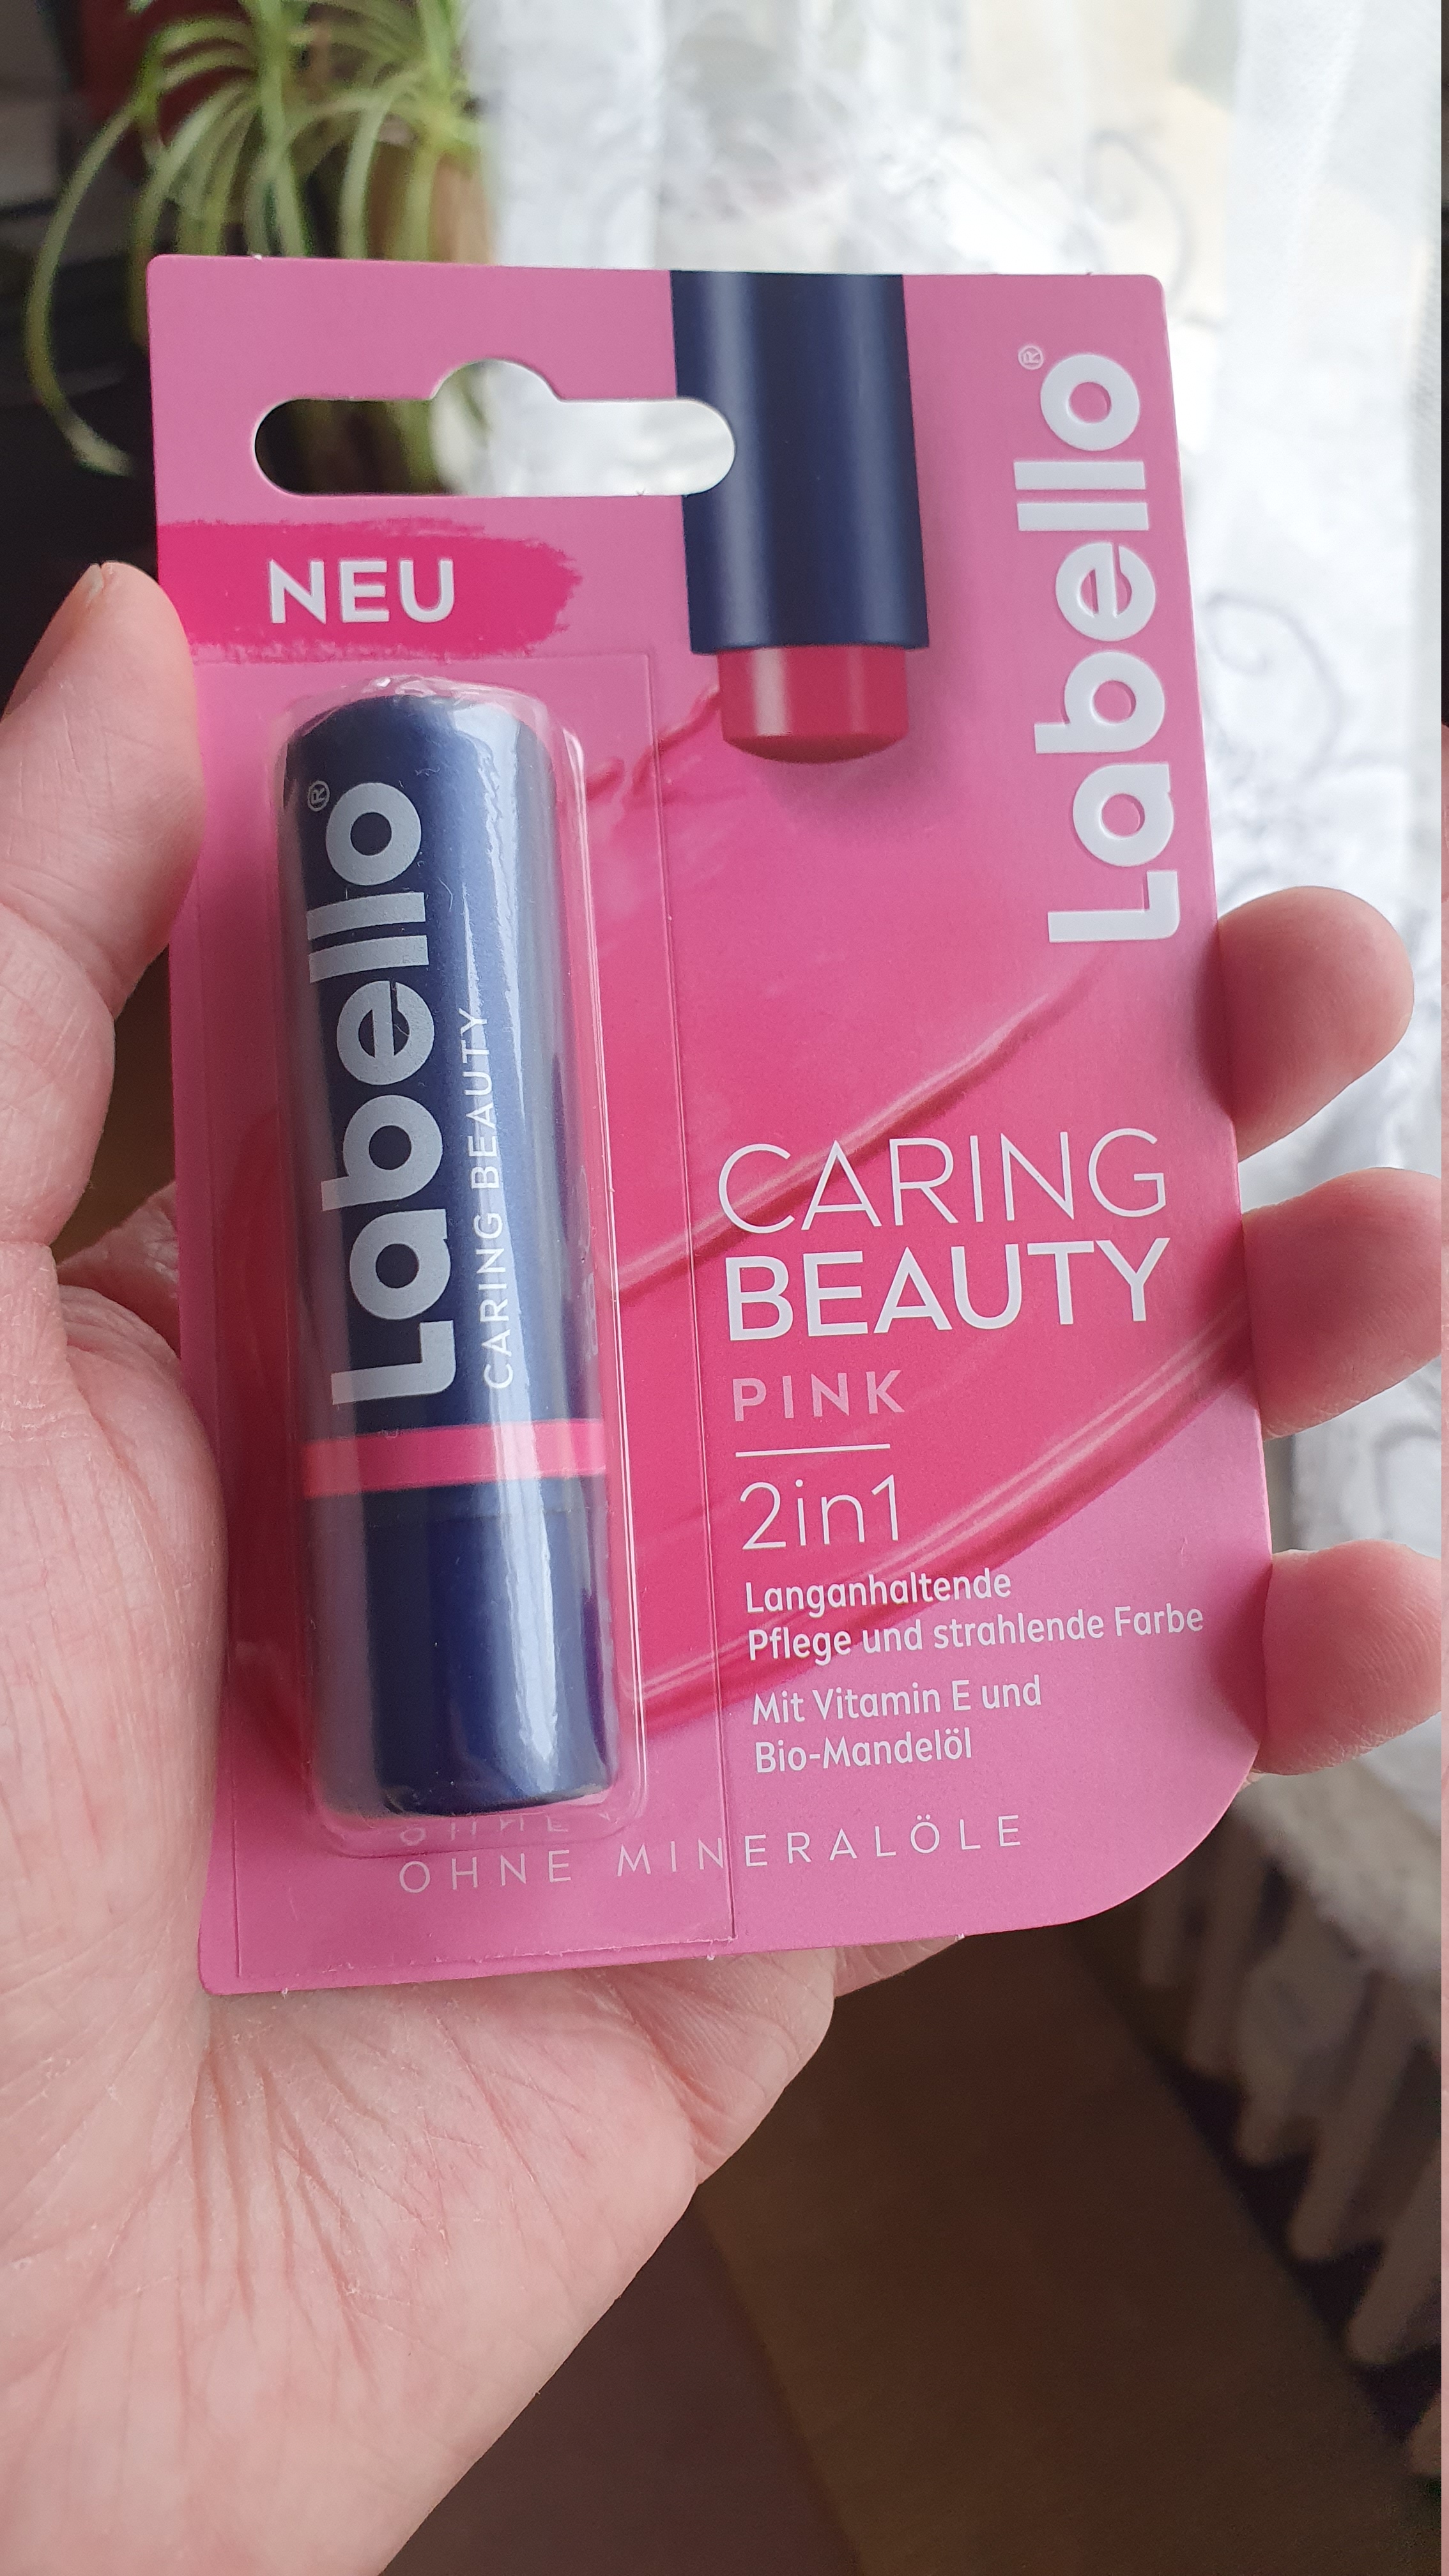 NEU
Labello®
Labello®
CARING BEAUTY
CARING
BEAUTY
PINK
2in1
Langanhaltende
Pflege und strahlende Farbe
Mit Vitamin E und
Bio-Mandelöl
OHNE MINERALÖLE